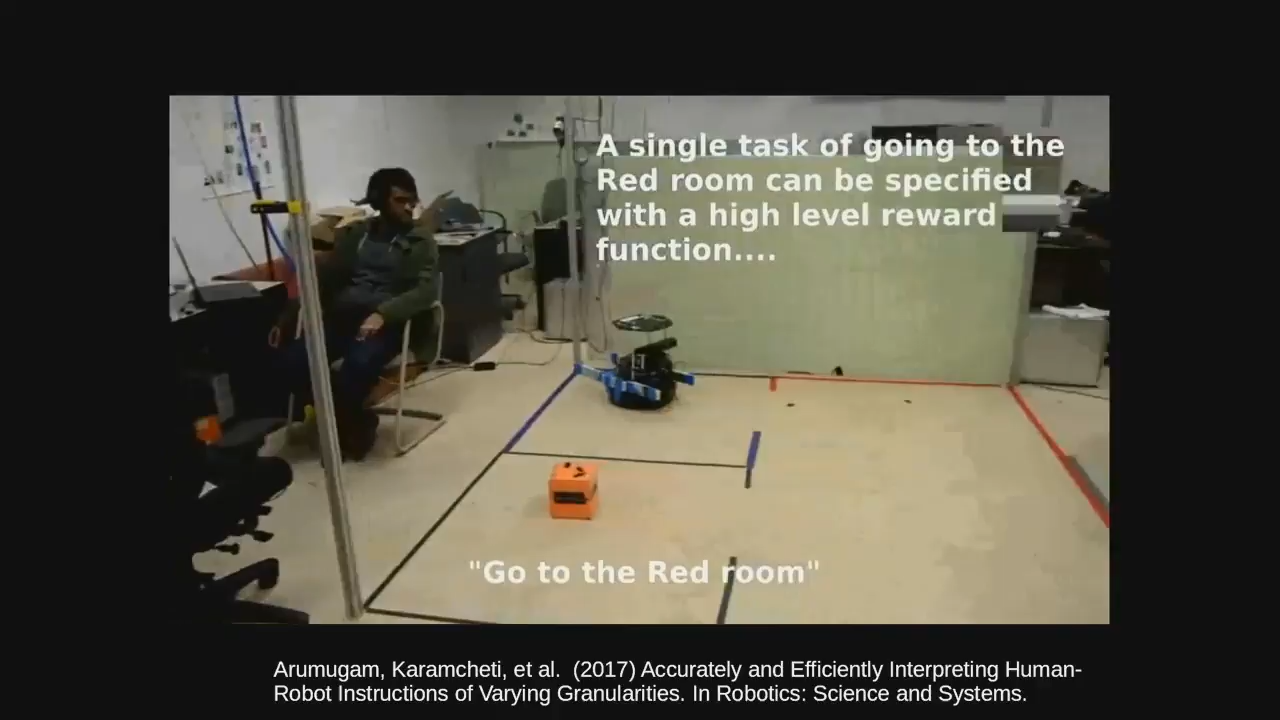 A single task of going to the
Red room can be specified
with a high level reward
function....
"Go to the Red room"
Arumugam, Karamcheti, et al.  (2017) Accurately and Efficiently Interpreting Human-
Robot Instructions of Varying Granularities. In Robotics: Science and Systems.